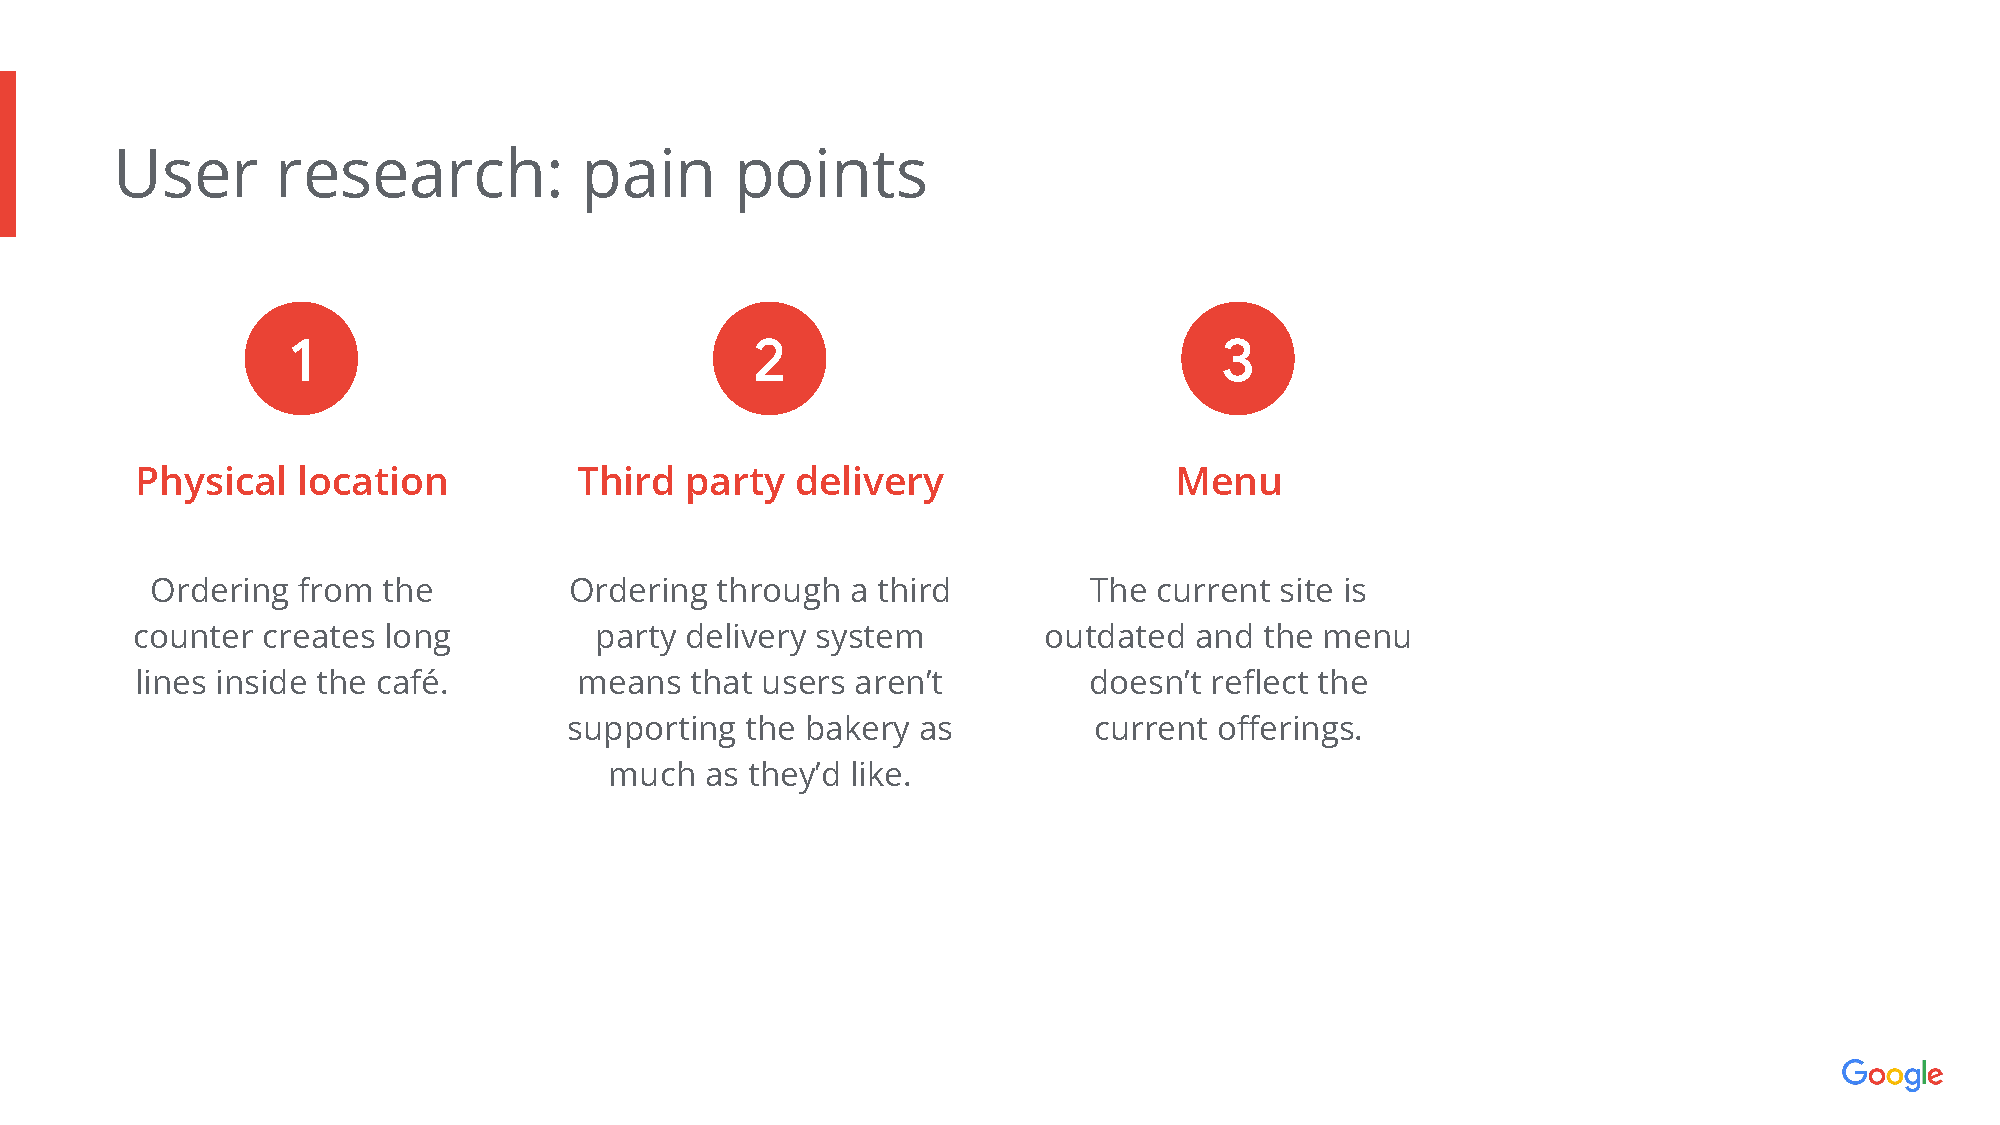 User research: pain points
1
Physical location
Ordering from the
counter creates long
lines inside the café.
2
Third party delivery
Ordering through a third
party delivery system
means that users aren’t
supporting the bakery as
much as they’d like.
3
Menu
The current site is
outdated and the menu
doesn’t reflect the
current offerings.
Google